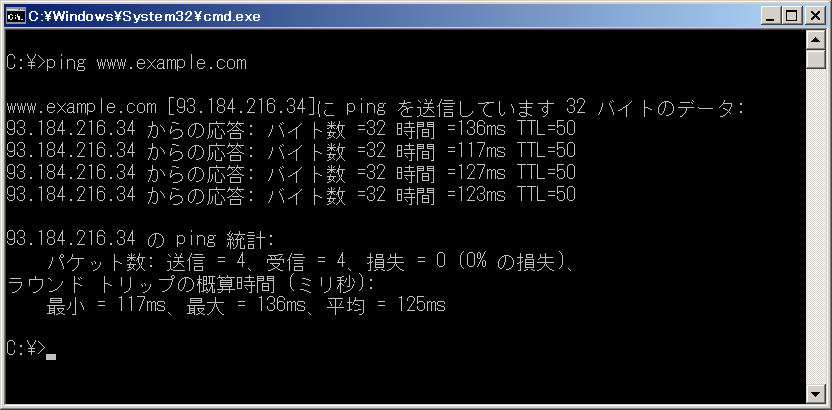 C:¥Windows¥System32¥cmd.exe
C:¥>ping www.example.com
www.example.com [93.184.216.34]に ping を送信しています 32 バイトのデータ:
93.184.216.34 からの応答: バイト数 =32 時間 =136ms TTL=50
93.184.216.34 からの応答: バイト数 =32 時間 =117ms TTL=50
93.184.216.34 からの応答: バイト数 =32 時間 =127ms TTL=50
93.184.216.34 からの応答: バイト数 =32 時間 =123ms TTL=50
93.184.216.34 の ping 統計:
パケット数: 送信 = 4、受信 = 4、損失 = 0 (0% の損失)、
ラウンド トリップの概算時間 (ミリ秒):
最小 = 117ms、最大 = 136ms、平均 = 125ms
C:¥>